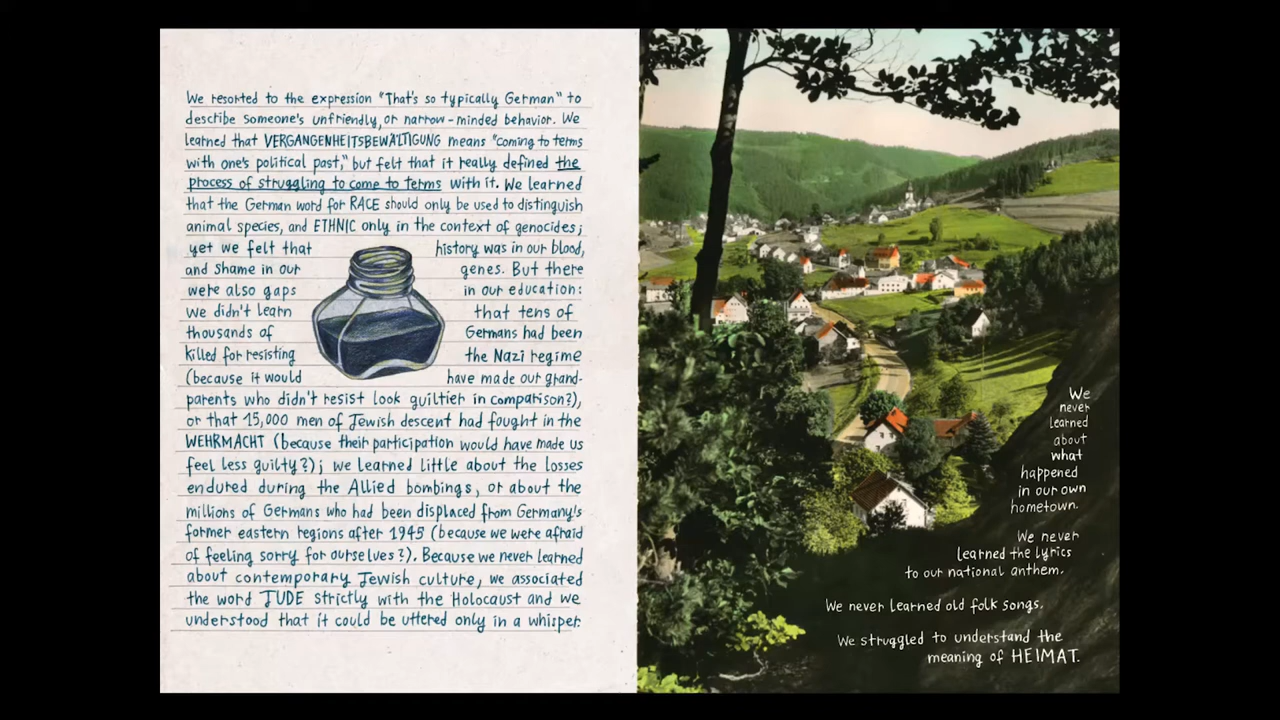 We resorted to the expression "That's so typically German" to
describe someone's unfriendly, or narrow-minded behavior. We
learned that VERGANGENHEITSBEWÄLTIGUNG means "coming to terms
with one's political past," but felt that it really defined the
process of struggling to come to terms with it. We learned
that the German word for RACE should only be used to distinguish
animal species, and ETHNIC only in the context of genocides;
yet we felt that history was in our blood,
and shame in our genes. But there
were also gaps in our education:
we didn't learn that tens of
thousands of Germans had been
killed for resisting the Nazi regime
(because it would have made our grand-
parents who didn't resist look guiltier in comparison?),
or that 15,000 men of Jewish descent had fought in the
WEHRMACHT (because their participation would have made us
feel less guilty?); we learned little about the losses
endured during the Allied bombings, or about the
millions of Germans who had been displaced from Germany's
former eastern regions after 1945 (because we were afraid
of feeling sorry for ourselves?). Because we never learned
about contemporary Jewish culture, we associated
the word JUDE strictly with the Holocaust and we
understood that it could be uttered only in a whisper.
We
never
learned
about
what
happened
in our own
hometown.
We never
learned the lyrics
to our national anthem.
We never learned old folk songs.
We struggled to understand the
meaning of HEIMAT.